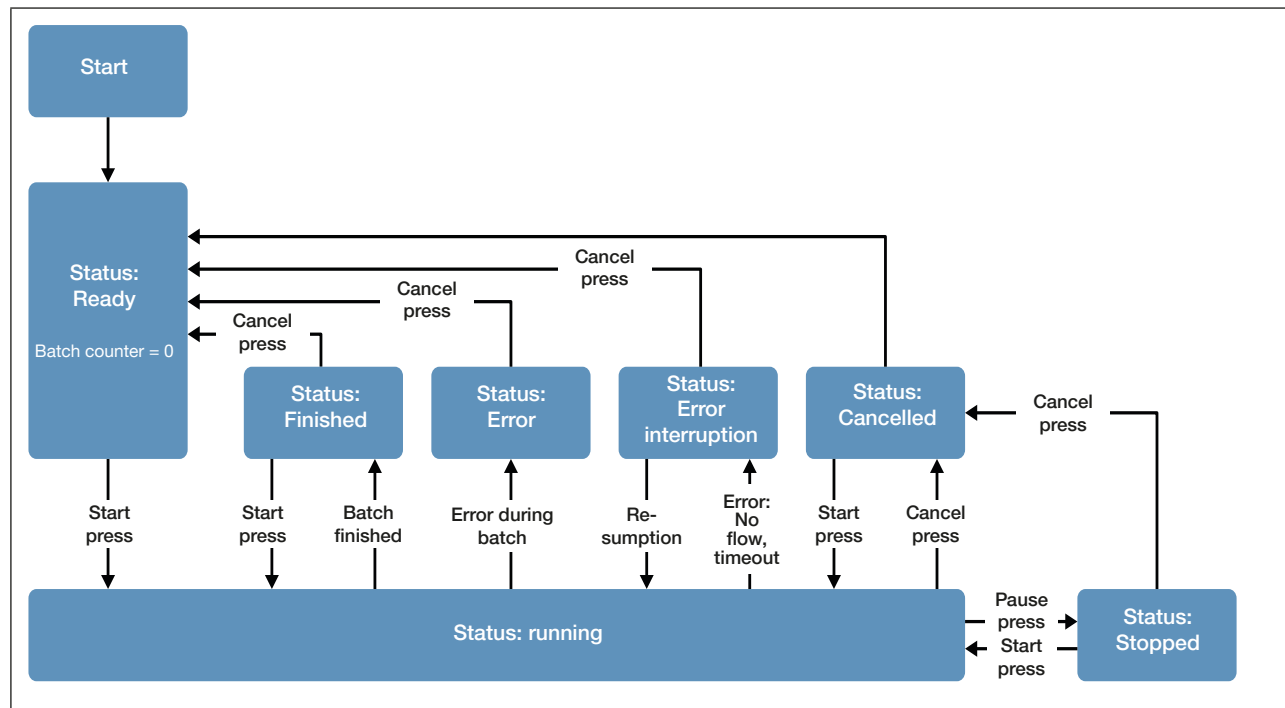 Start
Status:
Ready
Batch counter = 0
Cancel
press
Cancel
press
Cancel
press
Status:
Finished
Status:
Error
Status:
Error
interruption
Status:
Cancelled
Cancel
press
Start
press
Start
press
Batch
finished
Error during
batch
Re-
sumption
Error:
No
flow,
timeout
Start
press
Cancel
press
Status: running
Pause
press
Start
press
Status:
Stopped